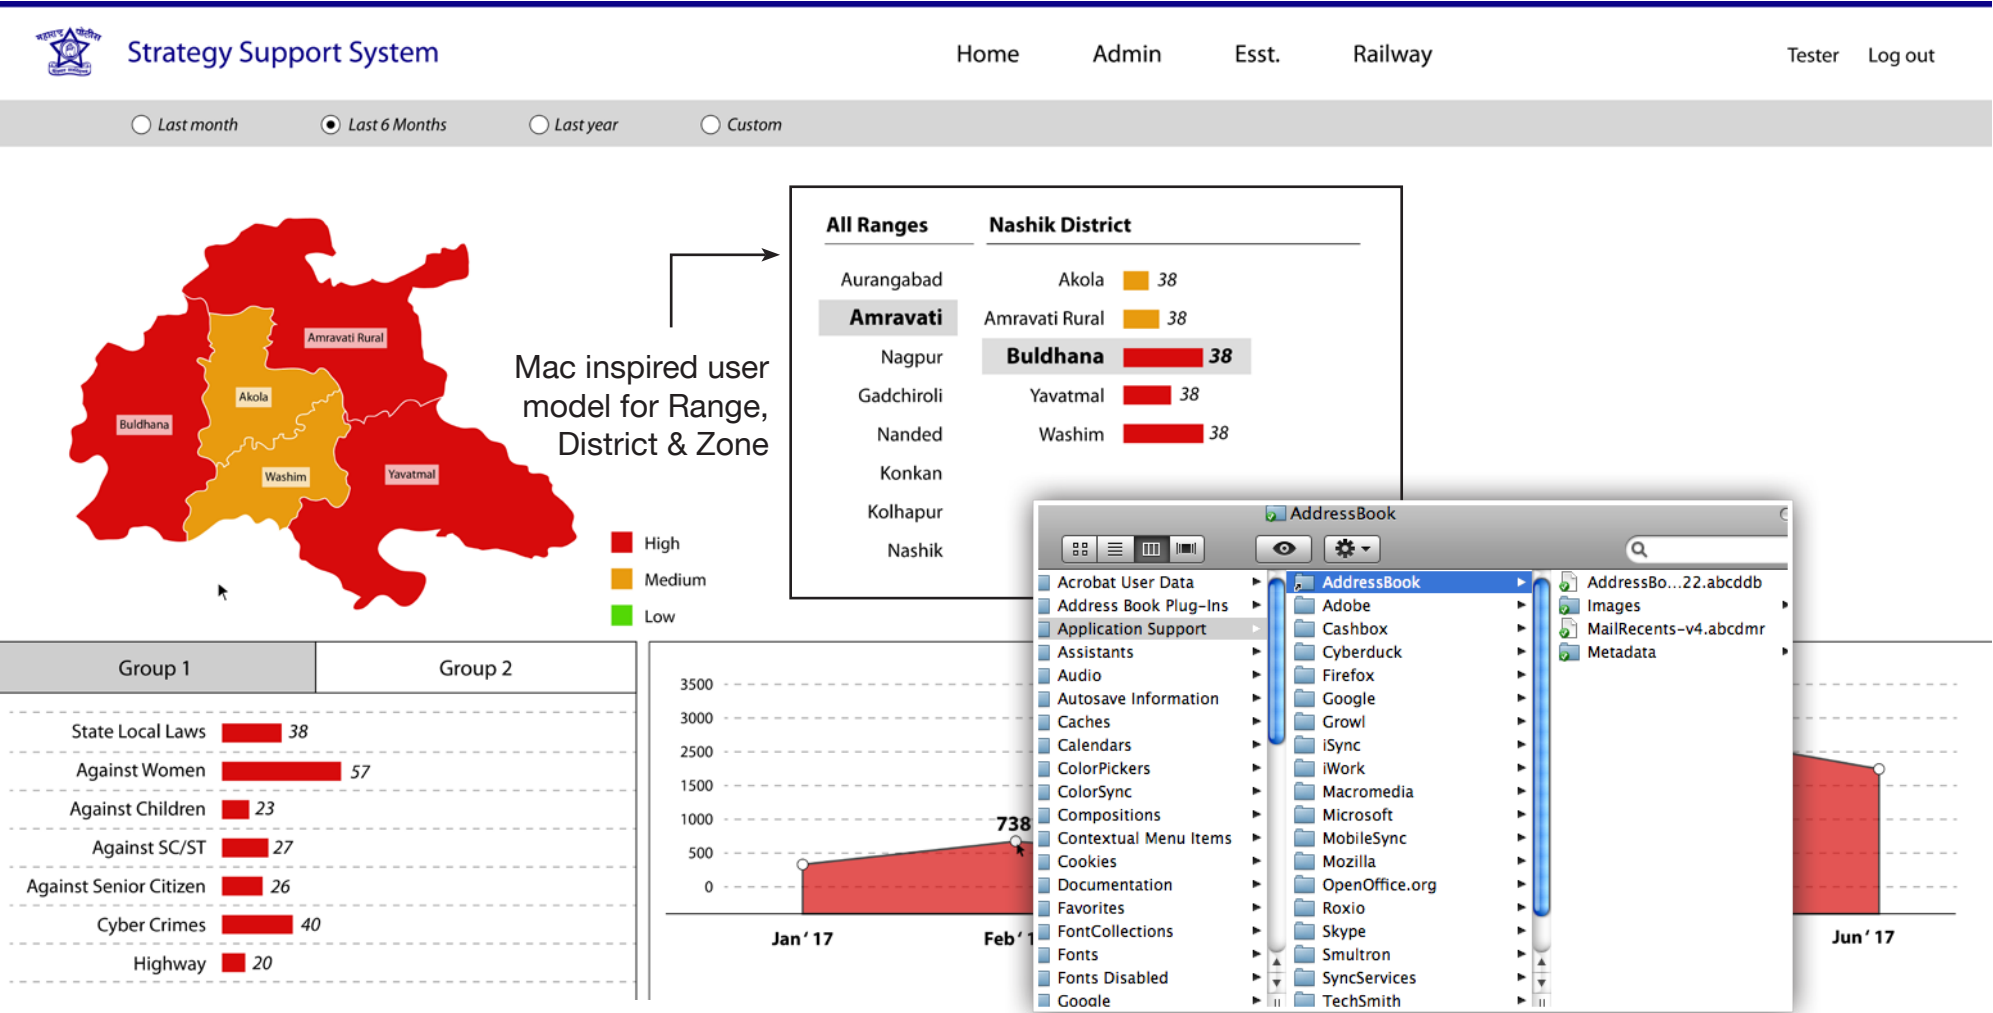 महाराष्ट्र पोलीस
Strategy Support System
Home
Admin
Esst.
Railway
Tester
Log out
Last month
Last 6 Months
Last year
Custom
Amravati Rural
Akola
Buldhana
Washim
Yavatmal
High
Medium
Low
Mac inspired user
model for Range,
District & Zone
All Ranges
Aurangabad
Amravati
Nagpur
Gadchiroli
Nanded
Konkan
Kolhapur
Nashik
Nashik District
Akola 38
Amravati Rural 38
Buldhana 38
Yavatmal 38
Washim 38
Group 1
Group 2
State Local Laws 38
Against Women 57
Against Children 23
Against SC/ST 27
Against Senior Citizen 26
Cyber Crimes 40
Highway 20
3500
3000
2500
1500
1000
500
0
738
Jan ‘ 17
Feb ‘ 1
Jun ‘ 17
AddressBook
Acrobat User Data
Address Book Plug-Ins
Application Support
Assistants
Audio
Autosave Information
Caches
Calendars
ColorPickers
ColorSync
Compositions
Contextual Menu Items
Cookies
Documentation
Favorites
FontCollections
Fonts
Fonts Disabled
Google
AddressBook
Adobe
Cashbox
Cyberduck
Firefox
Google
Growl
iSync
iWork
Macromedia
Microsoft
MobileSync
Mozilla
OpenOffice.org
Roxio
Skype
Smultron
SyncServices
TechSmith
AddressBo...22.abcddb
Images
MailRecents-v4.abcdmr
Metadata